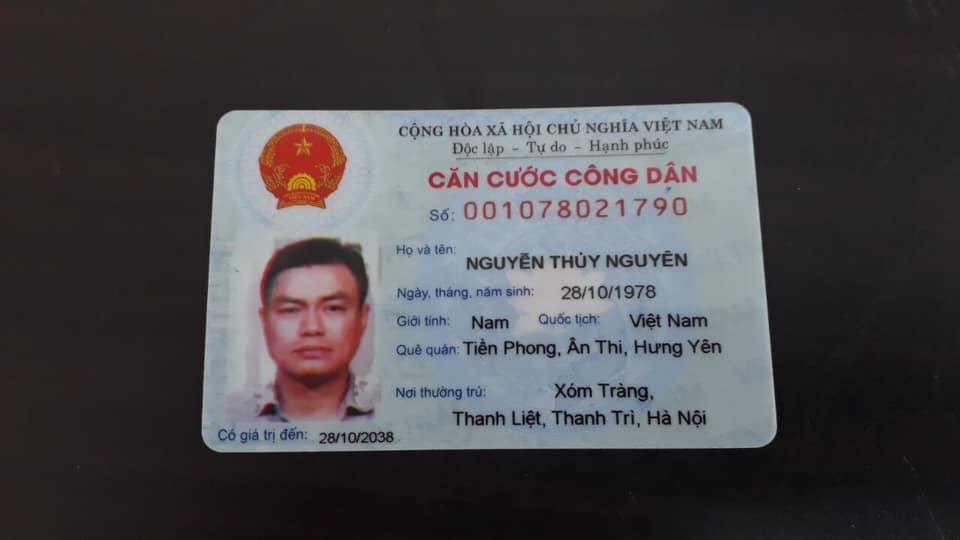 CỘNG HÒA XÃ HỘI CHỦ NGHĨA VIỆT NAM
Độc lập - Tự do - Hạnh phúc
CĂN CƯỚC CÔNG DÂN
Số: 001078021790
Họ và tên: NGUYỄN THỦY NGUYÊN
Ngày, tháng, năm sinh: 28/10/1978
Giới tính: Nam Quốc tịch: Việt Nam
Quê quán: Tiền Phong, Ân Thi, Hưng Yên
Nơi thường trú: Xóm Tràng,
Thanh Liệt, Thanh Trì, Hà Nội
Có giá trị đến: 28/10/2038